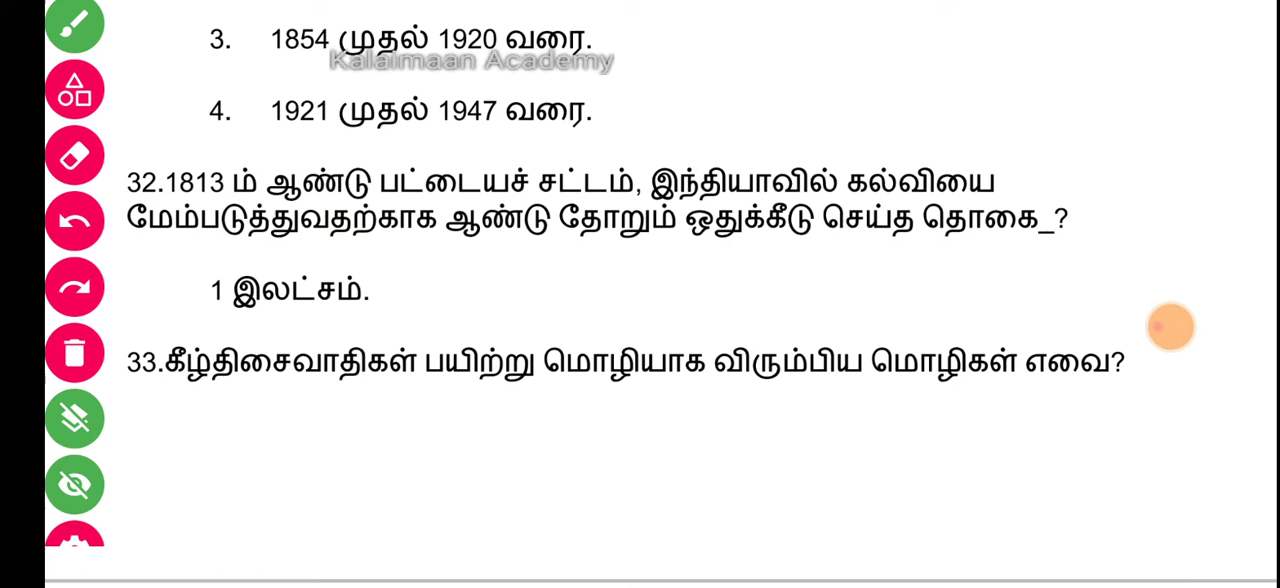 3. 1854 முதல் 1920 வரை.
Kalaimaan Academy
4. 1921 முதல் 1947 வரை.
32.1813 ம் ஆண்டு பட்டையச் சட்டம், இந்தியாவில் கல்வியை
மேம்படுத்துவதற்காக ஆண்டு தோறும் ஒதுக்கீடு செய்த தொகை_?
1 இலட்சம்.
33.கீழ்திசைவாதிகள் பயிற்று மொழியாக விரும்பிய மொழிகள் எவை?